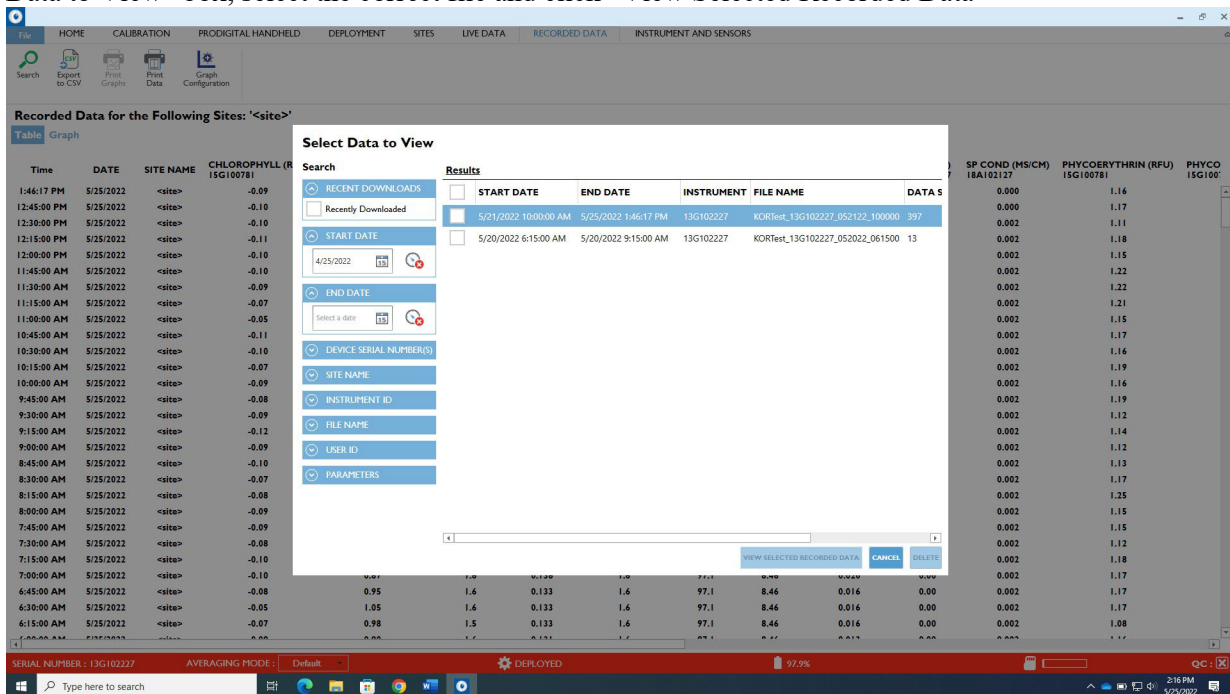 File HOME CALIBRATION PRODIGITAL HANDHELD DEPLOYMENT SITES LIVE DATA RECORDED DATA INSTRUMENT AND SENSORS
Search Export to CSV Print Graphs Print Data Graph Configuration
Recorded Data for the Following Sites: '<site>'
Table Graph
Time DATE SITE NAME CHLOROPHYLL (R 15G100781 SP COND (MS/CM) 18A102127 PHYCOERYTHRIN (RFU) 15G100781 PHYCO 15G100
1:46:17 PM 5/25/2022 <site> -0.09 0.000 1.16
12:45:00 PM 5/25/2022 <site> -0.10 0.000 1.17
12:30:00 PM 5/25/2022 <site> -0.10 0.002 1.11
12:15:00 PM 5/25/2022 <site> -0.11 0.002 1.18
12:00:00 PM 5/25/2022 <site> -0.10 0.002 1.15
11:45:00 AM 5/25/2022 <site> -0.10 0.002 1.22
11:30:00 AM 5/25/2022 <site> -0.09 0.002 1.22
11:15:00 AM 5/25/2022 <site> -0.07 0.002 1.21
11:00:00 AM 5/25/2022 <site> -0.05 0.002 1.15
10:45:00 AM 5/25/2022 <site> -0.11 0.002 1.17
10:30:00 AM 5/25/2022 <site> -0.10 0.002 1.16
10:15:00 AM 5/25/2022 <site> -0.07 0.002 1.19
10:00:00 AM 5/25/2022 <site> -0.09 0.002 1.16
9:45:00 AM 5/25/2022 <site> -0.08 0.002 1.19
9:30:00 AM 5/25/2022 <site> -0.09 0.002 1.12
9:15:00 AM 5/25/2022 <site> -0.12 0.002 1.14
9:00:00 AM 5/25/2022 <site> -0.09 0.002 1.12
8:45:00 AM 5/25/2022 <site> -0.10 0.002 1.13
8:30:00 AM 5/25/2022 <site> -0.07 0.002 1.17
8:15:00 AM 5/25/2022 <site> -0.08 0.002 1.25
8:00:00 AM 5/25/2022 <site> -0.09 0.002 1.15
7:45:00 AM 5/25/2022 <site> -0.09 0.002 1.15
7:30:00 AM 5/25/2022 <site> -0.08 0.002 1.12
7:15:00 AM 5/25/2022 <site> -0.10 0.002 1.18
7:00:00 AM 5/25/2022 <site> -0.10 0.002 1.17
6:45:00 AM 5/25/2022 <site> -0.08 0.95 1.6 0.133 1.6 97.1 8.46 0.016 0.00 0.002 1.17
6:30:00 AM 5/25/2022 <site> -0.05 1.05 1.6 0.133 1.6 97.1 8.46 0.016 0.00 0.002 1.17
6:15:00 AM 5/25/2022 <site> -0.07 0.98 1.5 0.133 1.6 97.1 8.46 0.016 0.00 0.002 1.08
Select Data to View
Search
RECENT DOWNLOADS
Recently Downloaded
START DATE
4/25/2022 15
END DATE
Select a date 15
DEVICE SERIAL NUMBER(S)
SITE NAME
INSTRUMENT ID
FILE NAME
USER ID
PARAMETERS
Results
START DATE END DATE INSTRUMENT FILE NAME DATA S
5/21/2022 10:00:00 AM 5/25/2022 1:46:17 PM 13G102227 KORTest_13G102227_052122_100000 397
5/20/2022 6:15:00 AM 5/20/2022 9:15:00 AM 13G102227 KORTest_13G102227_052022_061500 13
VIEW SELECTED RECORDED DATA CANCEL DELETE
SERIAL NUMBER : 13G102227 AVERAGING MODE : Default DEPLOYED 97.9% QC :
Type here to search 2:16 PM
5/25/2022